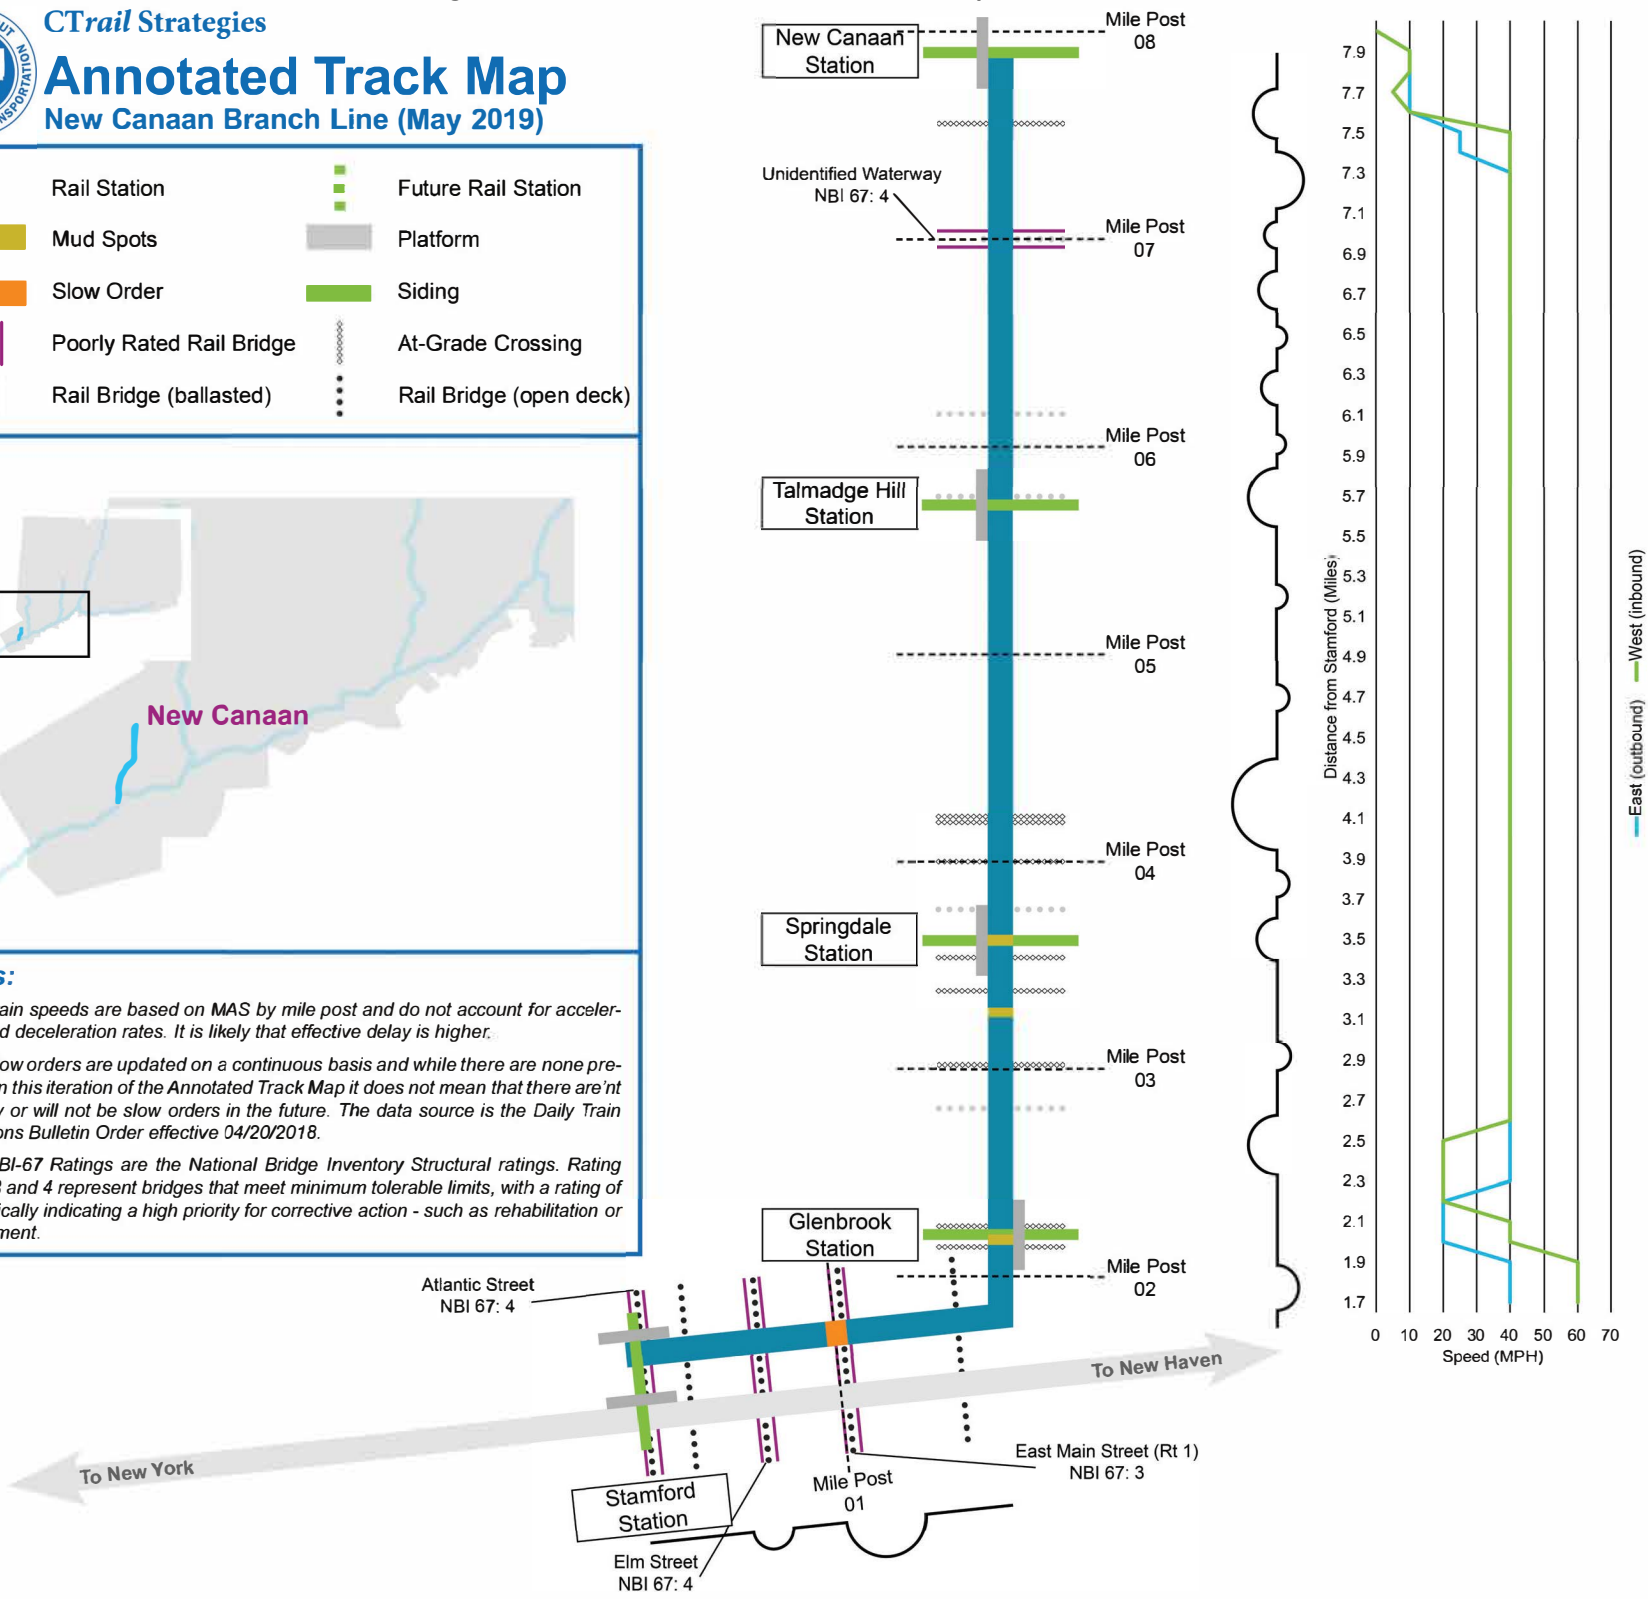 CTrail Strategies
Annotated Track Map
New Canaan Branch Line (May 2019)
Rail Station
Future Rail Station
Mud Spots
Platform
Slow Order
Siding
Poorly Rated Rail Bridge
At-Grade Crossing
Rail Bridge (ballasted)
Rail Bridge (open deck)
New Canaan
s:
ain speeds are based on MAS by mile post and do not account for acceler-
d deceleration rates. It is likely that effective delay is higher.
ow orders are updated on a continuous basis and while there are none pre-
n this iteration of the Annotated Track Map it does not mean that there are'nt
y or will not be slow orders in the future. The data source is the Daily Train
ons Bulletin Order effective 04/20/2018.
BI-67 Ratings are the National Bridge Inventory Structural ratings. Rating
3 and 4 represent bridges that meet minimum tolerable limits, with a rating of
ically indicating a high priority for corrective action - such as rehabilitation or
ment.
New Canaan
Station
Mile Post
08
Unidentified Waterway
NBI 67: 4
Mile Post
07
Mile Post
06
Talmadge Hill
Station
Mile Post
05
Mile Post
04
Springdale
Station
Mile Post
03
Glenbrook
Station
Mile Post
02
Atlantic Street
NBI 67: 4
To New Haven
To New York
East Main Street (Rt 1)
NBI 67: 3
Mile Post
01
Stamford
Station
Elm Street
NBI 67: 4
7.9
7.7
7.5
7.3
7.1
6.9
6.7
6.5
6.3
6.1
5.9
5.7
5.5
5.3
5.1
4.9
4.7
4.5
4.3
4.1
3.9
3.7
3.5
3.3
3.1
2.9
2.7
2.5
2.3
2.1
1.9
1.7
Distance from Stamford (Miles)
0 10 20 30 40 50 60 70
Speed (MPH)
East (outbound) West (inbound)